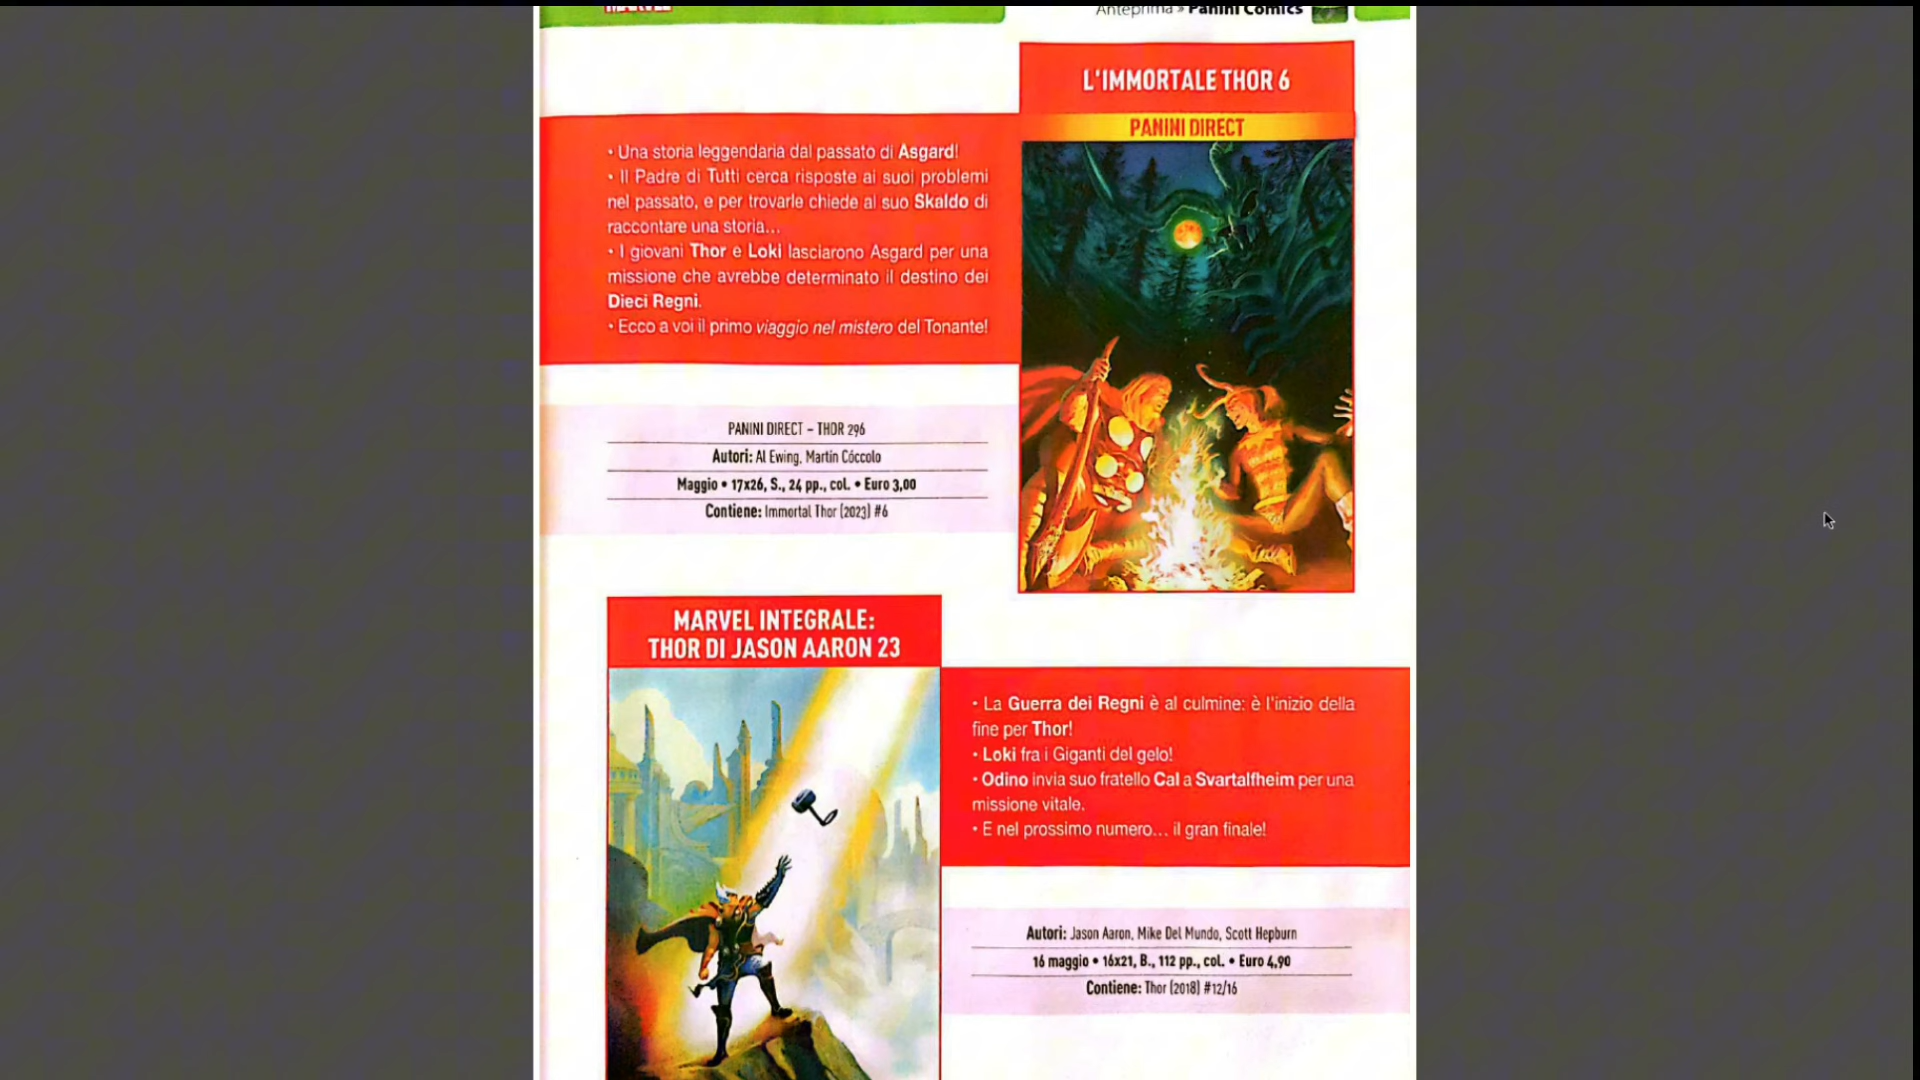 MARVEL
Anteprima » Panini Comics
L'IMMORTALE THOR 6
PANINI DIRECT
• Una storia leggendaria dal passato di Asgard!
• Il Padre di Tutti cerca risposte ai suoi problemi
nel passato, e per trovarle chiede al suo Skaldo di
raccontare una storia...
• I giovani Thor e Loki lasciarono Asgard per una
missione che avrebbe determinato il destino dei
Dieci Regni.
• Ecco a voi il primo viaggio nel mistero del Tonante!
PANINI DIRECT – THOR 296
Autori: Al Ewing, Martín Cóccolo
Maggio • 17x26, S., 24 pp., col. • Euro 3,00
Contiene: Immortal Thor (2023) #6
MARVEL INTEGRALE:
THOR DI JASON AARON 23
• La Guerra dei Regni è al culmine: è l'inizio della
fine per Thor!
• Loki fra i Giganti del gelo!
• Odino invia suo fratello Cal a Svartalfheim per una
missione vitale.
• E nel prossimo numero... il gran finale!
Autori: Jason Aaron, Mike Del Mundo, Scott Hepburn
16 maggio • 16x21, B., 112 pp., col. • Euro 4,90
Contiene: Thor (2018) #12/16